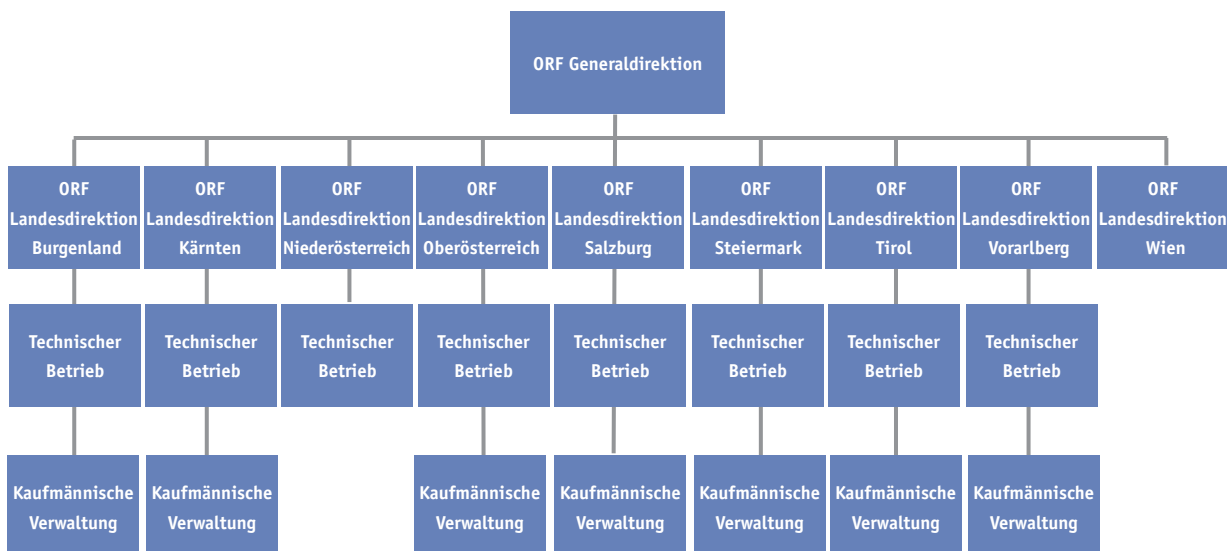 ORF Generaldirektion
ORF
Landesdirektion
Burgenland
ORF
Landesdirektion
Kärnten
ORF
Landesdirektion
Niederösterreich
ORF
Landesdirektion
Oberösterreich
ORF
Landesdirektion
Salzburg
ORF
Landesdirektion
Steiermark
ORF
Landesdirektion
Tirol
ORF
Landesdirektion
Vorarlberg
ORF
Landesdirektion
Wien
Technischer
Betrieb
Technischer
Betrieb
Technischer
Betrieb
Technischer
Betrieb
Technischer
Betrieb
Technischer
Betrieb
Technischer
Betrieb
Technischer
Betrieb
Kaufmännische
Verwaltung
Kaufmännische
Verwaltung
Kaufmännische
Verwaltung
Kaufmännische
Verwaltung
Kaufmännische
Verwaltung
Kaufmännische
Verwaltung
Kaufmännische
Verwaltung